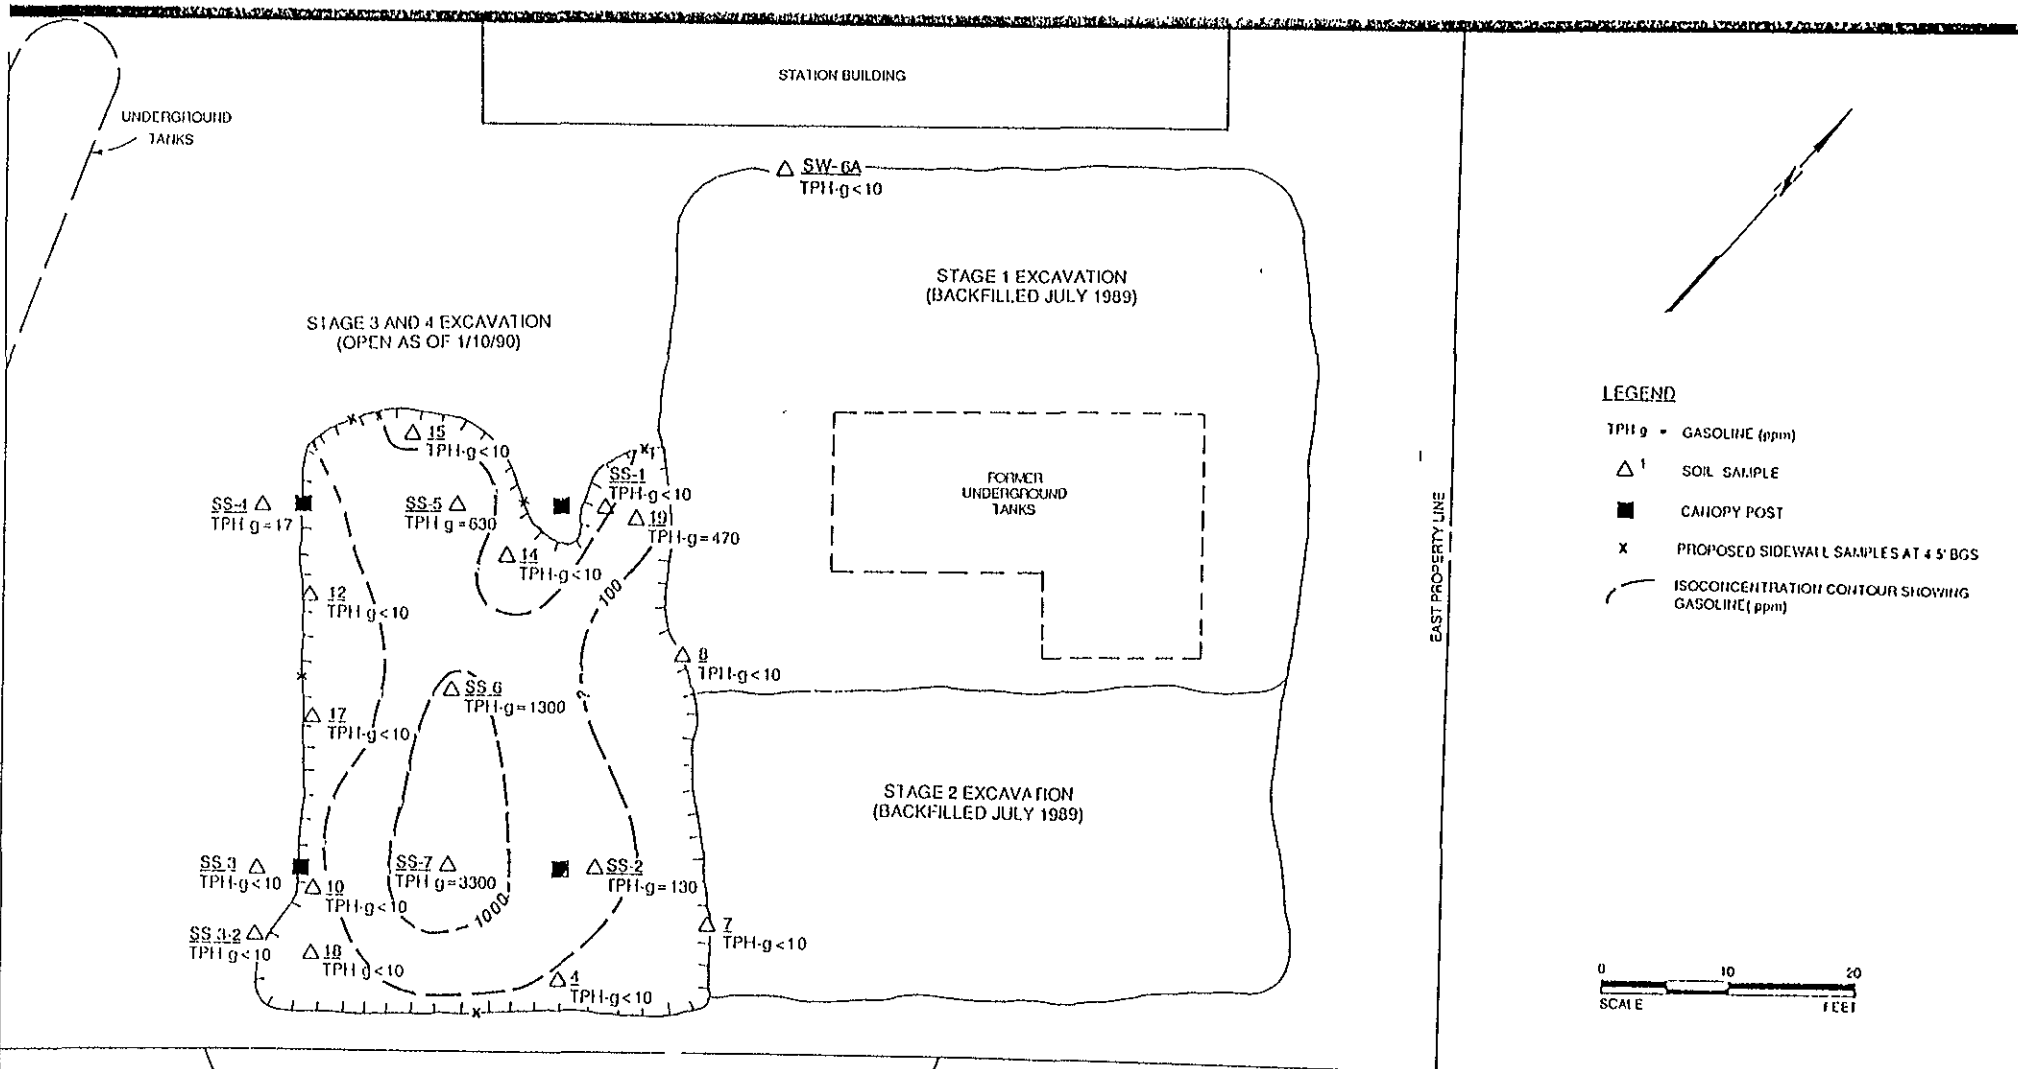 STATION BUILDING
UNDERGROUND
TANKS
SW-6A
TPH-g<10
STAGE 1 EXCAVATION
(BACKFILLED JULY 1989)
STAGE 3 AND 4 EXCAVATION
(OPEN AS OF 1/10/90)
LEGEND
TPH g - GASOLINE (ppm)
1 SOIL SAMPLE
CANOPY POST
x PROPOSED SIDEWALL SAMPLES AT 4 5' BGS
ISOCONCENTRATION CONTOUR SHOWING
GASOLINE( ppm)
15
TPH-g<10
SS-1
TPH-g<10
SS-4
TPH g=17
SS-5
TPH g=630
19
TPH-g=470
14
TPH-g<10
FORMER
UNDERGROUND
TANKS
EAST PROPERTY LINE
12
TPH g<10
100
8
TPH-g<10
SS 6
TPH-g=1300
?
17
TPH-g<10
STAGE 2 EXCAVATION
(BACKFILLED JULY 1989)
SS 3
TPH-g<10
10
TPH-g<10
SS-7
TPH g=3300
1000
SS-2
TPH-g=130
SS 3-2
TPH g<10
18
TPH g<10
7
TPH-g<10
4
TPH-g<10
0 10 20
SCALE FEET